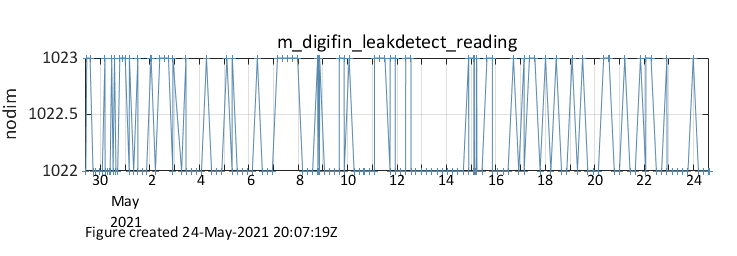 m_digifin_leakdetect_reading
nodim
1023
1022.5
1022
30 2 4 6 8 10 12 14 16 18 20 22 24
May
2021
Figure created 24-May-2021 20:07:19Z